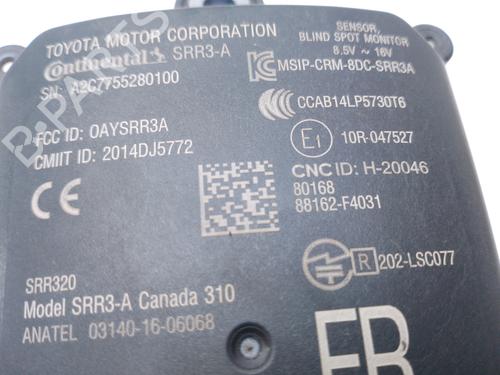 TOYOTA MOTOR CORPORATION
Continental SRR3-A
SN: A2C7755280100
SENSOR,
BLIND SPOT MONITOR
8.5V ~ 16V
MSIP-CRM-8DC-SRR3A
CCAB14LP5730T6
FCC ID: OAYSRR3A
CMIIT ID: 2014DJ5772
E1 10R-047527
CNC ID: H-20046
80168
88162-F4031
R 202-LSC077
SRR320
Model SRR3-A Canada 310
ANATEL 03140-16-06068
B-PARTS